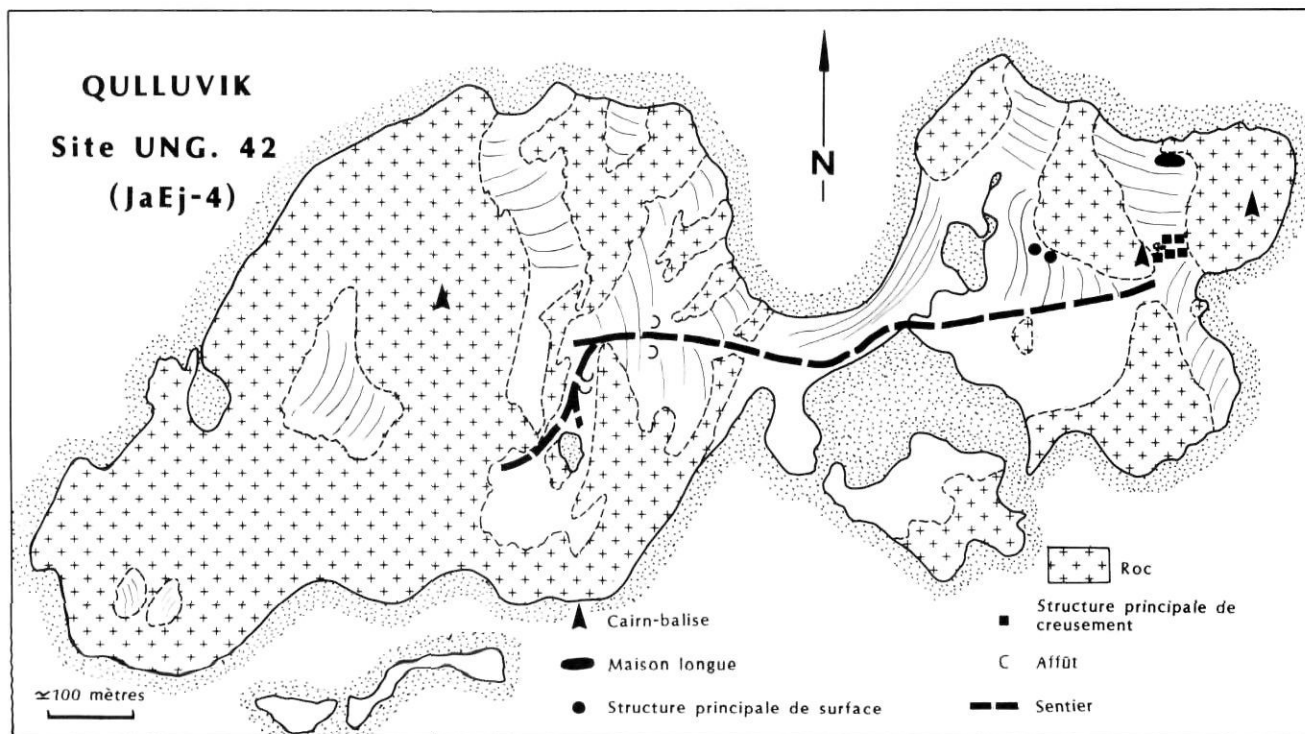 QULLUVIK
Site UNG. 42
(JaEj-4)
N
Roc
Cairn-balise
Structure principale de
creusement
Maison longue
Affût
Structure principale de surface
Sentier
≃100 mètres